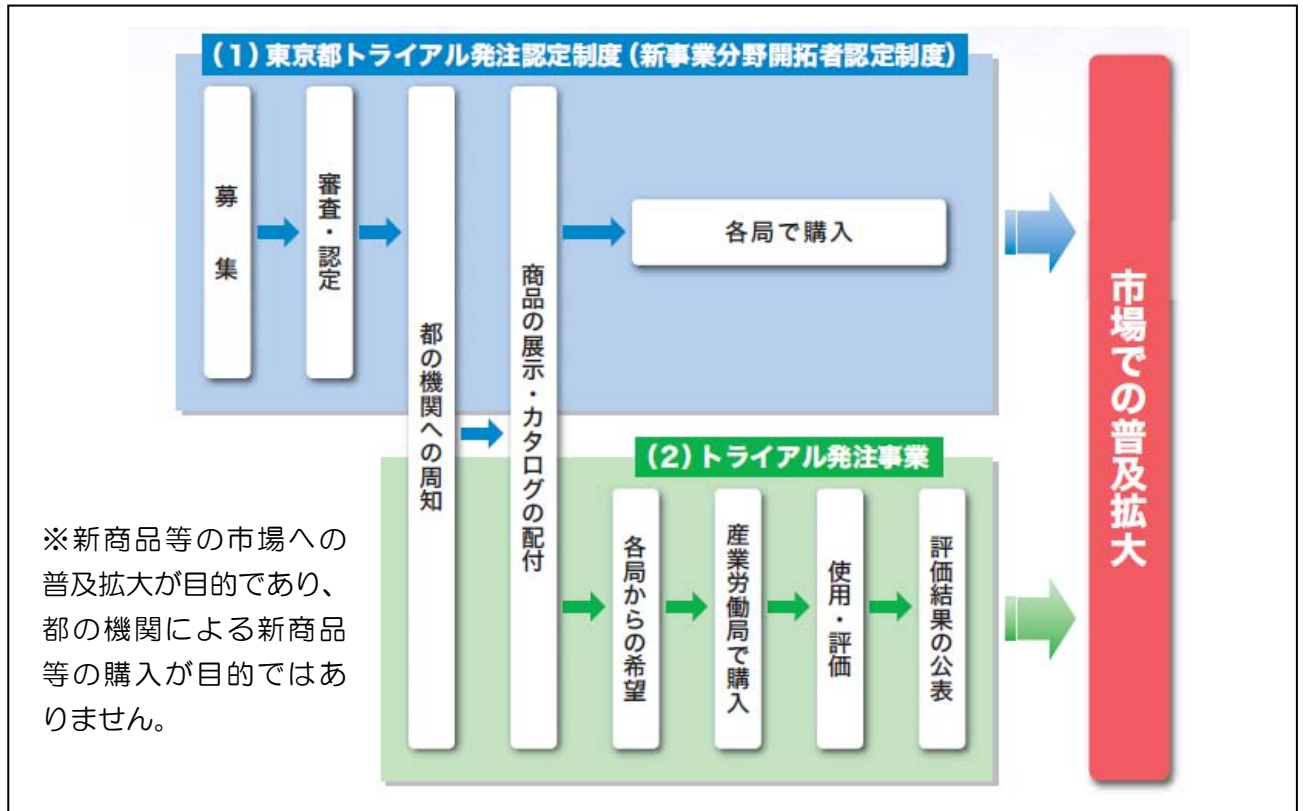 (1)東京都トライアル発注認定制度(新事業分野開拓者認定制度)
募集
審査・認定
都の機関への周知
商品の展示・カタログの配付
各局で購入
(2)トライアル発注事業
各局からの希望
産業労働局で購入
使用・評価
評価結果の公表
市場での普及拡大
※新商品等の市場への
普及拡大が目的であり、
都の機関による新商品
等の購入が目的ではあ
りません。